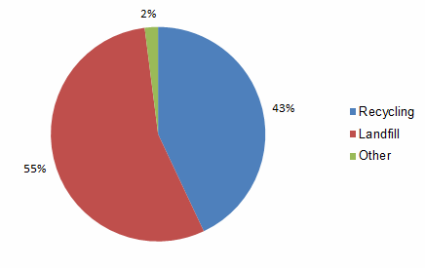 2%
43%
55%
Recycling
Landfill
Other